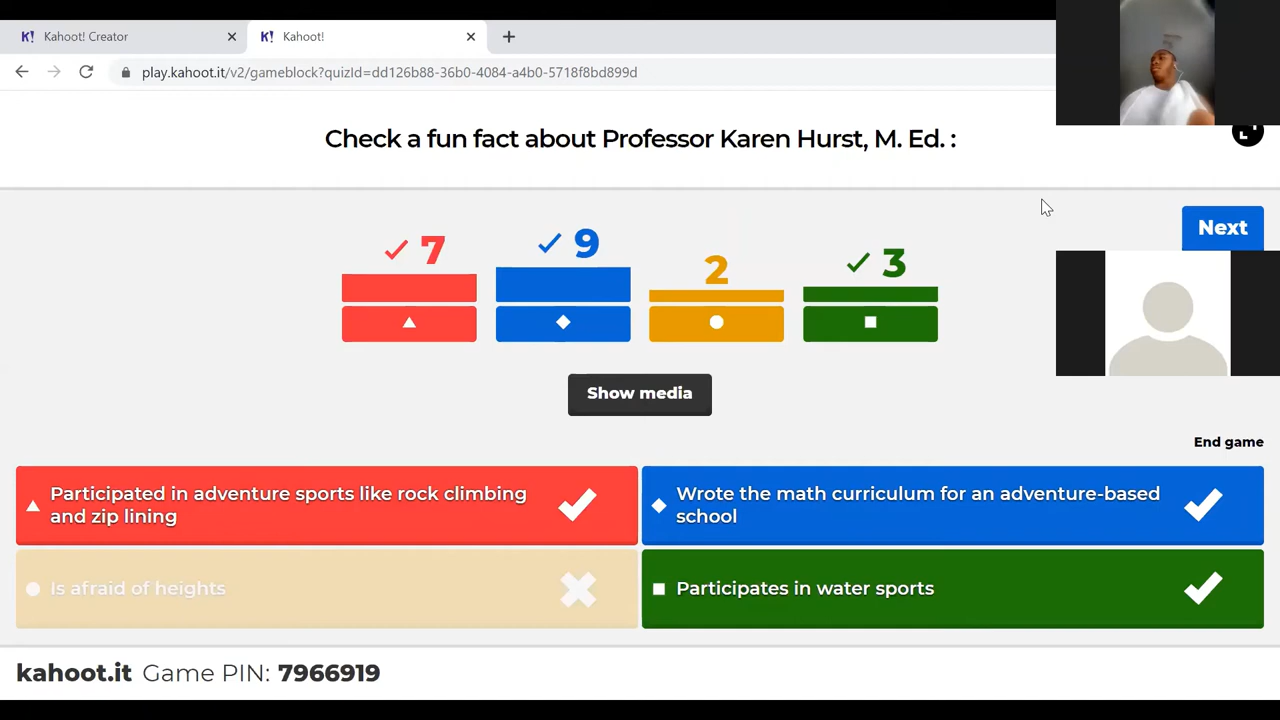 K! Kahoot! Creator
K! Kahoot!
play.kahoot.it/v2/gameblock?quizId=dd126b88-36b0-4084-a4b0-5718f8bd899d
Check a fun fact about Professor Karen Hurst, M. Ed. :
Next
7
9
2
3
Show media
End game
Participated in adventure sports like rock climbing
and zip lining
Wrote the math curriculum for an adventure-based
school
Is afraid of heights
Participates in water sports
kahoot.it Game PIN: 7966919